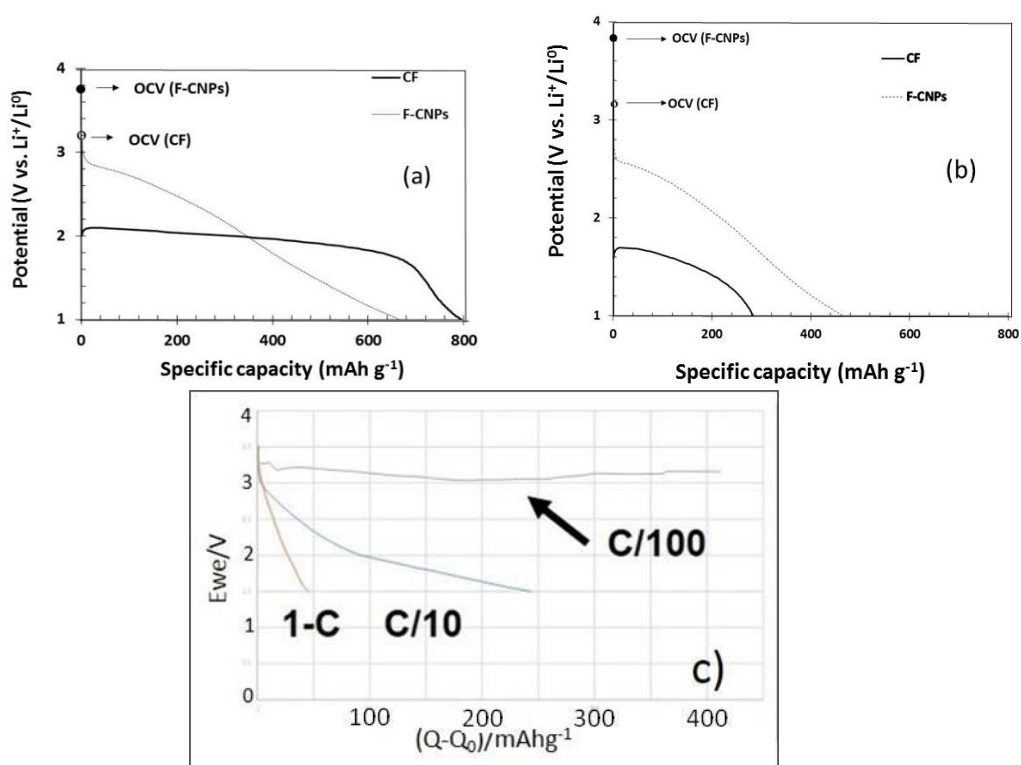 4
3
2
1
0
200
400
600
800
Potential (V vs. Li⁺/Li⁰)
Specific capacity (mAh g⁻¹)
OCV (F-CNPs)
OCV (CF)
CF
F-CNPs
(a)
4
3
2
1
0
200
400
600
800
Potential (V vs. Li⁺/Li⁰)
Specific capacity (mAh g⁻¹)
OCV (F-CNPs)
OCV (CF)
CF
F-CNPs
(b)
4
3
2
1
0
Ewe/V
C/100
1-C C/10
c)
100 200 300 400
(Q-Q₀)/mAhg⁻¹